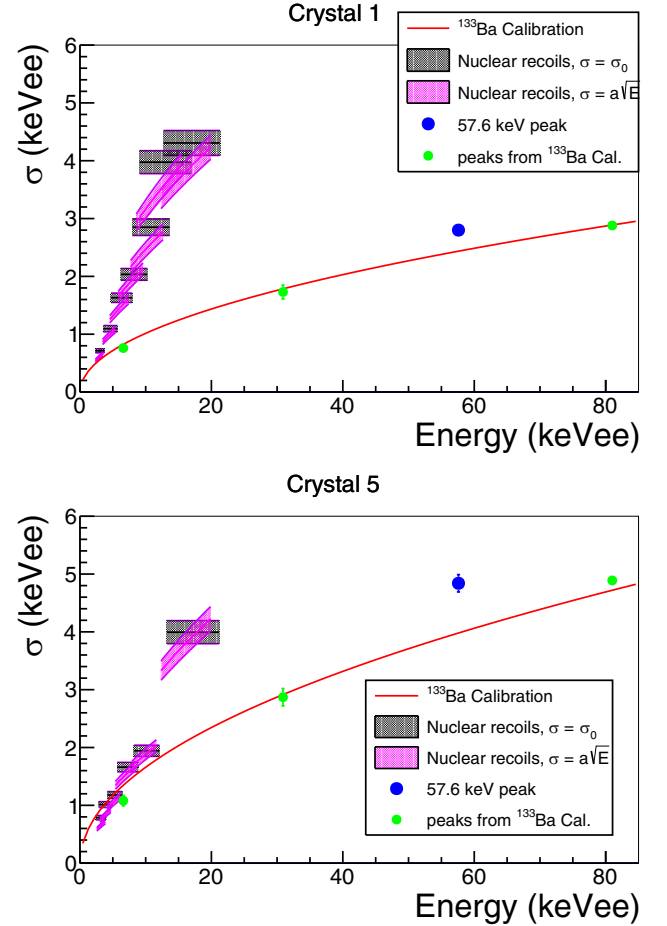 Crystal 1
σ (keVee)
6
5
4
3
2
1
0
0
20
40
60
80
Energy (keVee)
¹³³Ba Calibration
Nuclear recoils, σ = σ₀
Nuclear recoils, σ = a√E
57.6 keV peak
peaks from ¹³³Ba Cal.
Crystal 5
σ (keVee)
6
5
4
3
2
1
0
0
20
40
60
80
Energy (keVee)
¹³³Ba Calibration
Nuclear recoils, σ = σ₀
Nuclear recoils, σ = a√E
57.6 keV peak
peaks from ¹³³Ba Cal.